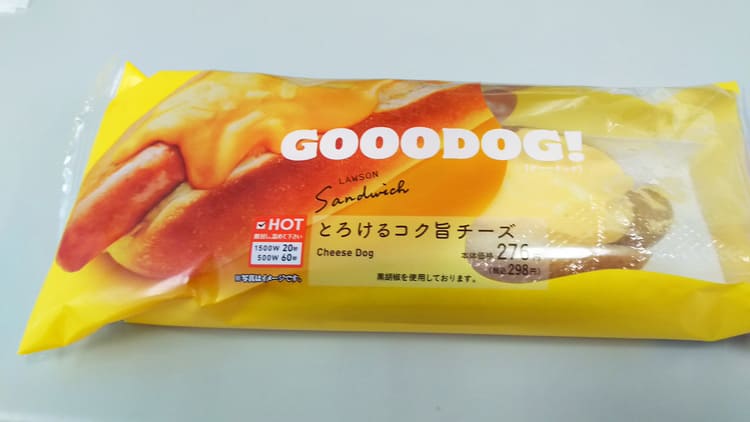 GOOODOG!
LAWSON
Sandwich
HOT
1500W 20秒
500W 60秒
とろけるコク旨チーズ
Cheese Dog
本体価格 276円
(税込298円)
黒胡椒を使用しております。
※写真はイメージです。